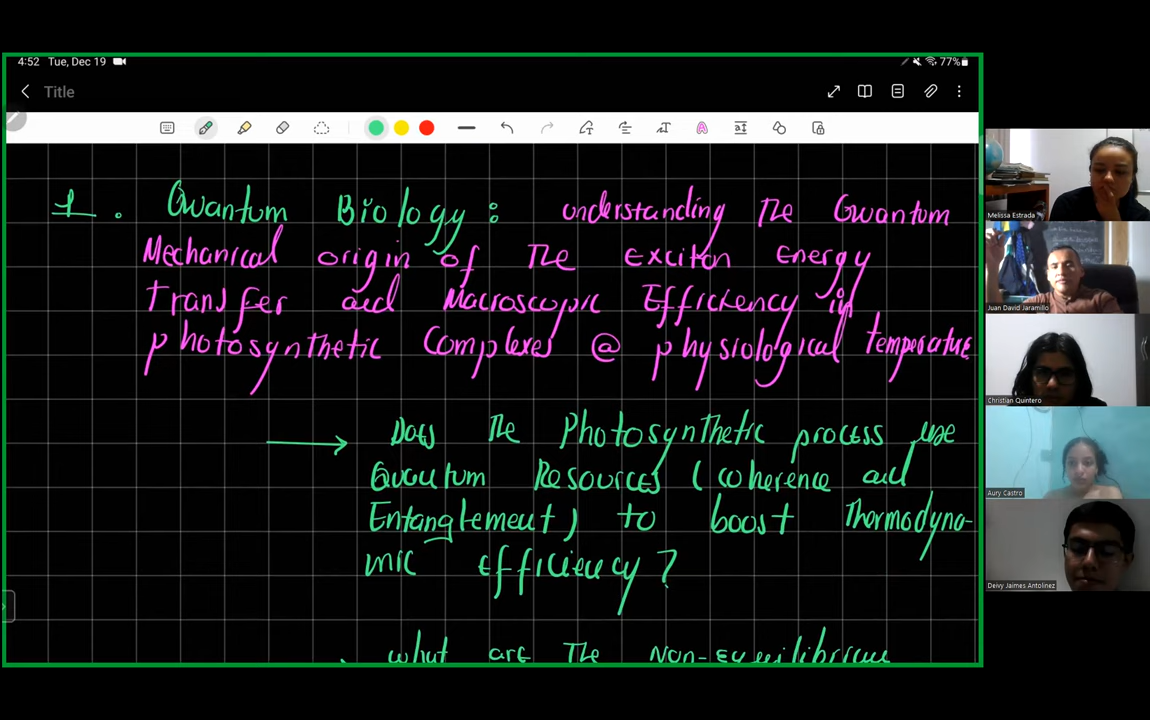 4:52 Tue, Dec 19
77%
Title
1. Quantum Biology: understanding The Quantum
Mechanical origin of The Exciton Energy
Transfer and Macroscopic Efficiency in
photosynthetic Complexes @ physiological temperature
→ Does The Photosynthetic process use
Quantum Resources (coherence and
Entanglement) to boost Thermodyna-
mic efficiency?
what are The Non-equilibrium
Melissa Estrada
Juan David Jaramillo
Christian Quintero
Aury Castro
Deivy Jaimes Antolinez